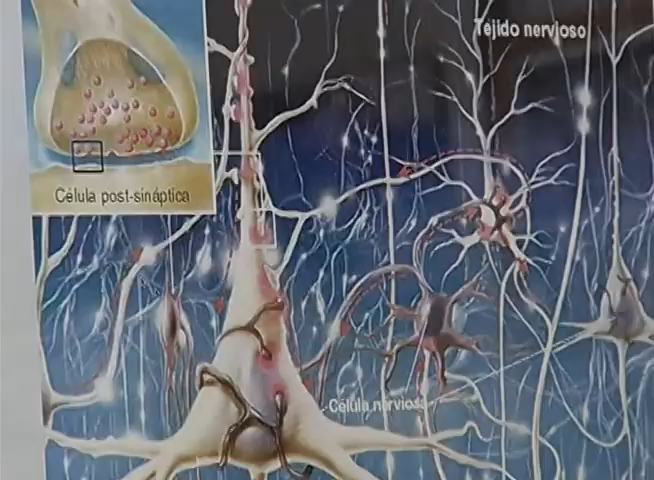 Tejido nervioso
Célula post-sináptica
Célula nerviosa